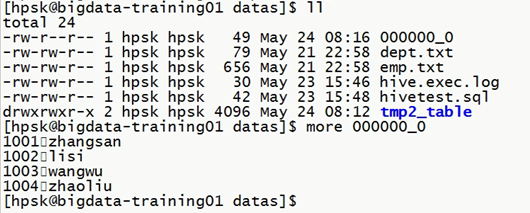 [hpsk@bigdata-training01 datas]$ ll
total 24
-rw-r--r-- 1 hpsk hpsk   49 May 24 08:16 000000_0
-rw-rw-r-- 1 hpsk hpsk   79 May 21 22:58 dept.txt
-rw-rw-r-- 1 hpsk hpsk  656 May 21 22:58 emp.txt
-rw-rw-r-- 1 hpsk hpsk   30 May 23 15:46 hive.exec.log
-rw-rw-r-- 1 hpsk hpsk   42 May 23 15:48 hivetest.sql
drwxrwxr-x 2 hpsk hpsk 4096 May 24 08:12 tmp2_table
[hpsk@bigdata-training01 datas]$ more 000000_0
1001▯zhangsan
1002▯lisi
1003▯wangwu
1004▯zhaoliu
[hpsk@bigdata-training01 datas]$